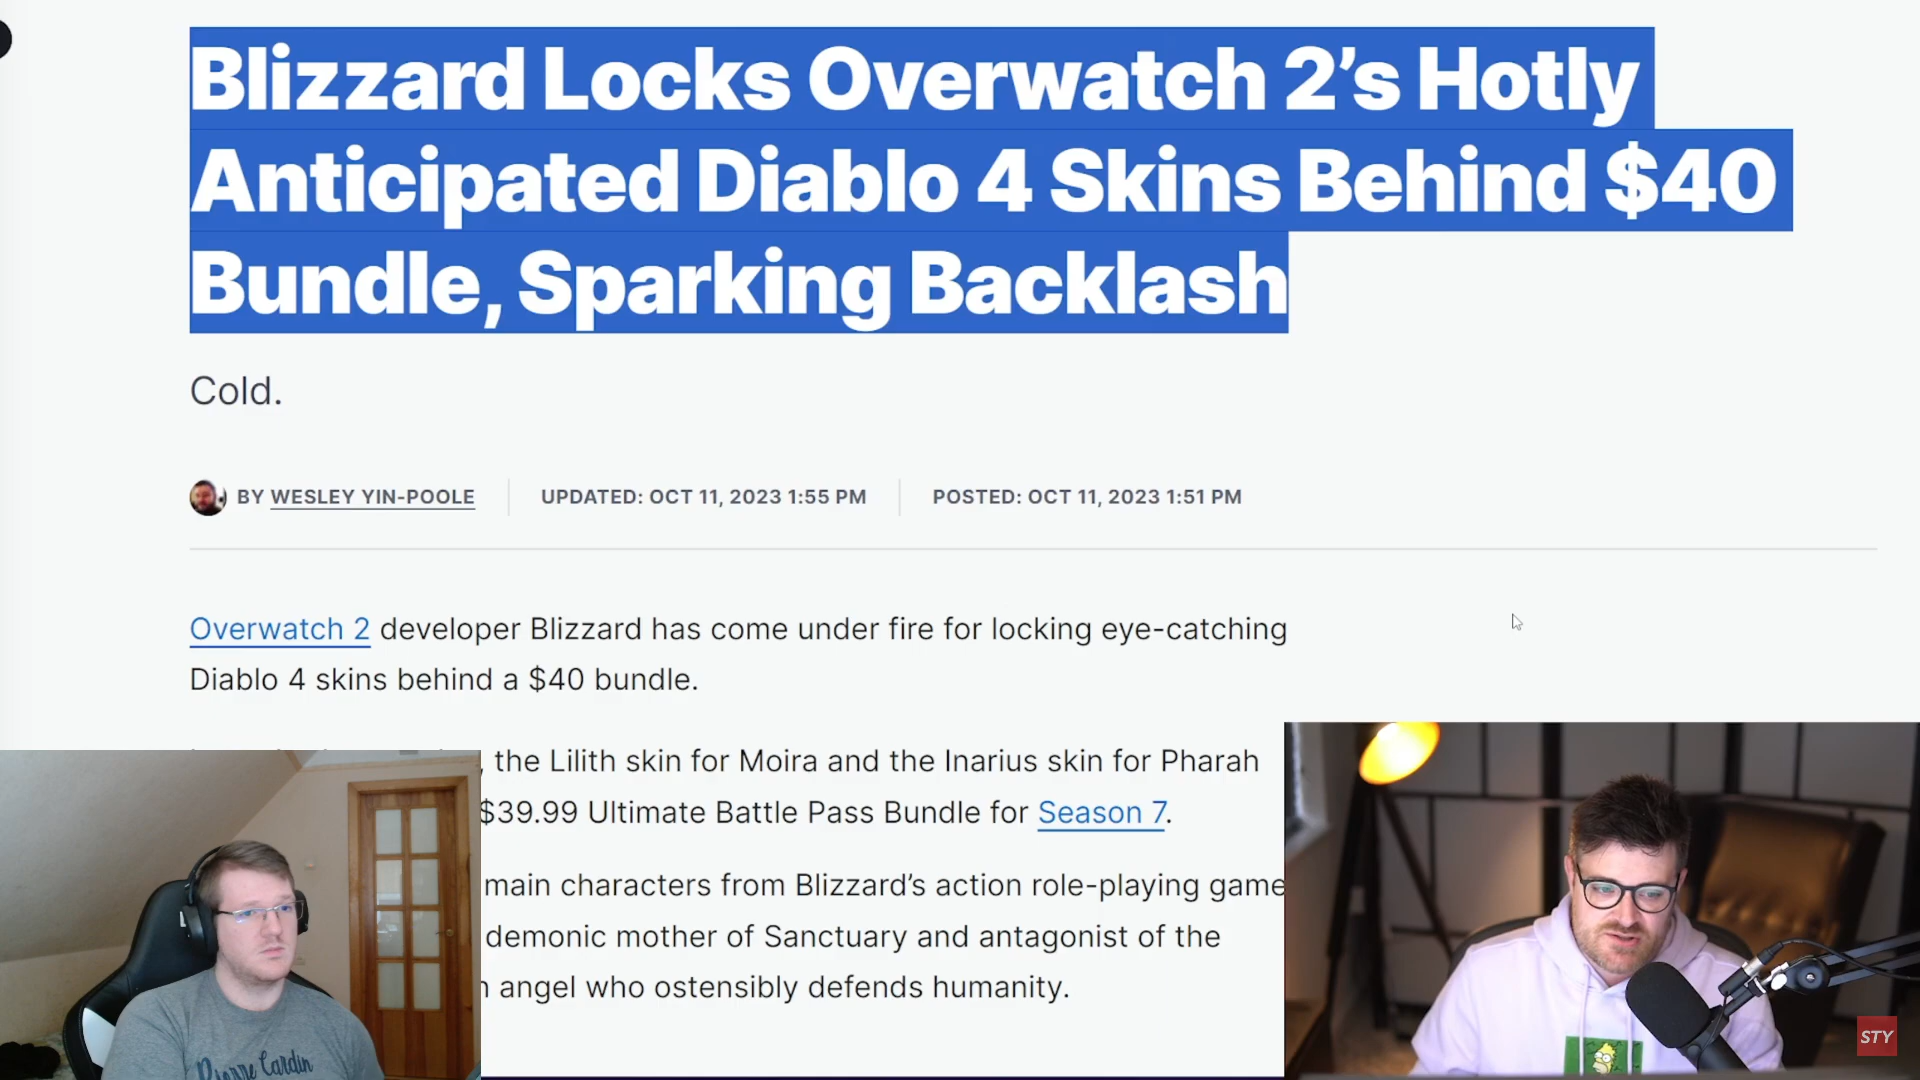 Blizzard Locks Overwatch 2’s Hotly
Anticipated Diablo 4 Skins Behind $40
Bundle, Sparking Backlash
Cold.
BY WESLEY YIN-POOLE
UPDATED: OCT 11, 2023 1:55 PM
POSTED: OCT 11, 2023 1:51 PM
Overwatch 2 developer Blizzard has come under fire for locking eye-catching
Diablo 4 skins behind a $40 bundle.
, the Lilith skin for Moira and the Inarius skin for Pharah
$39.99 Ultimate Battle Pass Bundle for Season 7.
main characters from Blizzard’s action role-playing game
demonic mother of Sanctuary and antagonist of the
angel who ostensibly defends humanity.
Pierre Cardin
STY